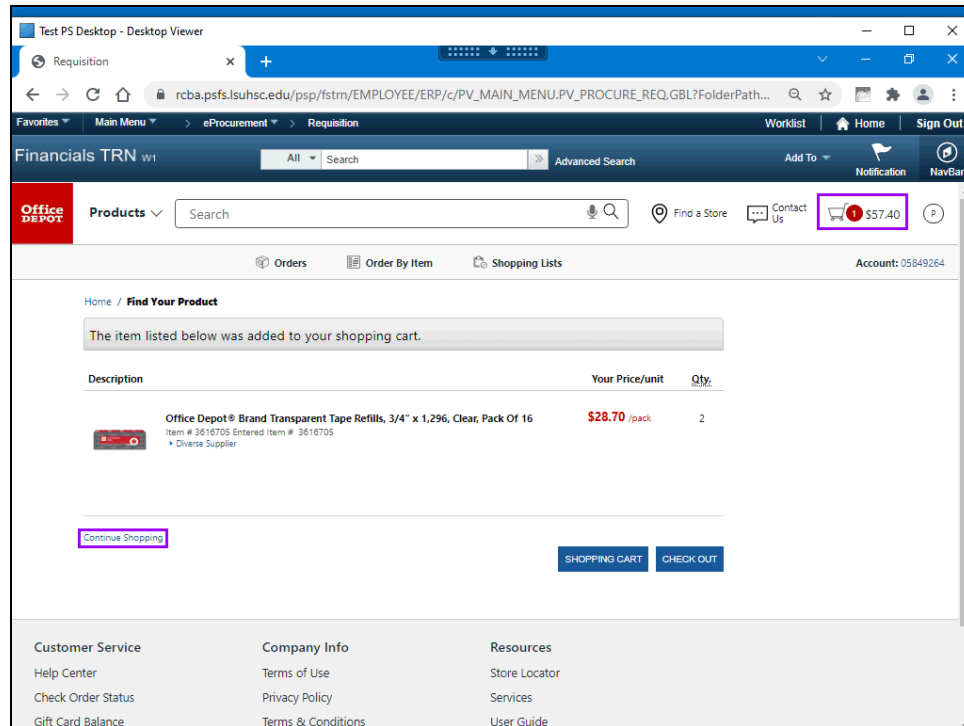 Test PS Desktop - Desktop Viewer
Requisition
rcba.psfs.lsuhsc.edu/psp/fstrn/EMPLOYEE/ERP/c/PV_MAIN_MENU.PV_PROCURE_REQ.GBL?FolderPath...
Favorites Main Menu > eProcurement > Requisition Worklist Home Sign Out
Financials TRN W1 All Search Advanced Search Add To Notification NavBar
Office DEPOT Products Search Find a Store Contact Us 1 $57.40 P
Orders Order By Item Shopping Lists Account: 05849264
Home / Find Your Product
The item listed below was added to your shopping cart.
Description Your Price/unit Qty.
Office Depot® Brand Transparent Tape Refills, 3/4" x 1,296, Clear, Pack Of 16 $28.70 /pack 2
Item # 3616705 Entered Item # 3616705
Diverse Supplier
Continue Shopping
SHOPPING CART CHECK OUT
Customer Service Company Info Resources
Help Center Terms of Use Store Locator
Check Order Status Privacy Policy Services
Gift Card Balance Terms & Conditions User Guide